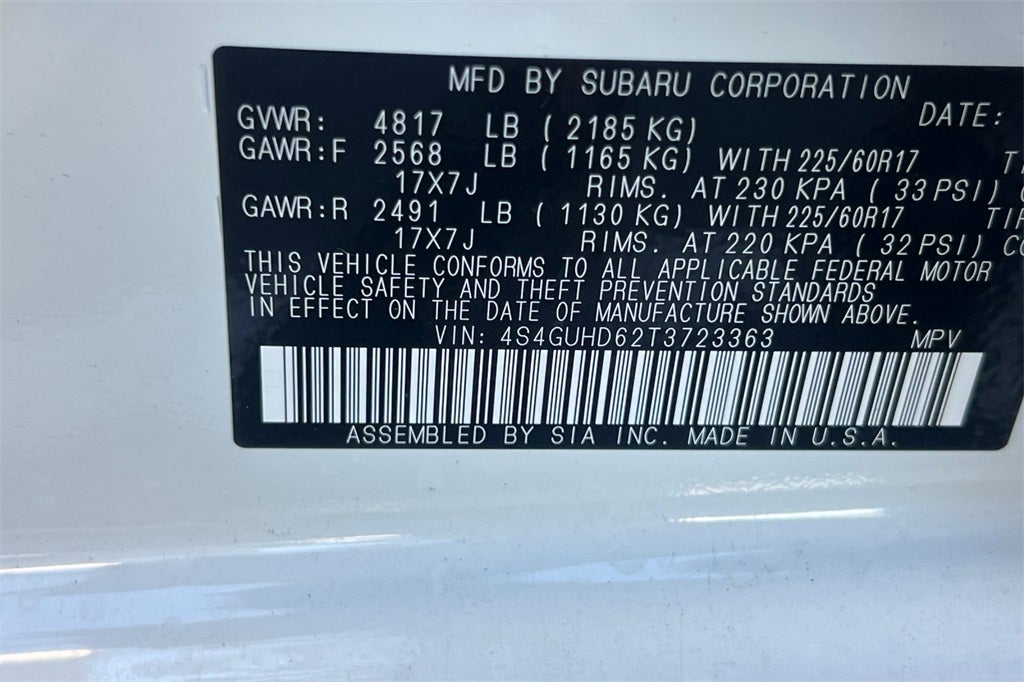 MFD BY SUBARU CORPORATION
DATE:
GVWR: 4817 LB ( 2185 KG)
GAWR:F 2568 LB ( 1165 KG) WITH 225/60R17
17X7J RIMS. AT 230 KPA ( 33 PSI)
GAWR:R 2491 LB ( 1130 KG) WITH 225/60R17
17X7J RIMS. AT 220 KPA ( 32 PSI)
THIS VEHICLE CONFORMS TO ALL APPLICABLE FEDERAL MOTOR
VEHICLE SAFETY AND THEFT PREVENTION STANDARDS
IN EFFECT ON THE DATE OF MANUFACTURE SHOWN ABOVE.
VIN: 4S4GUHD62T3723363 MPV
ASSEMBLED BY SIA INC. MADE IN U.S.A.